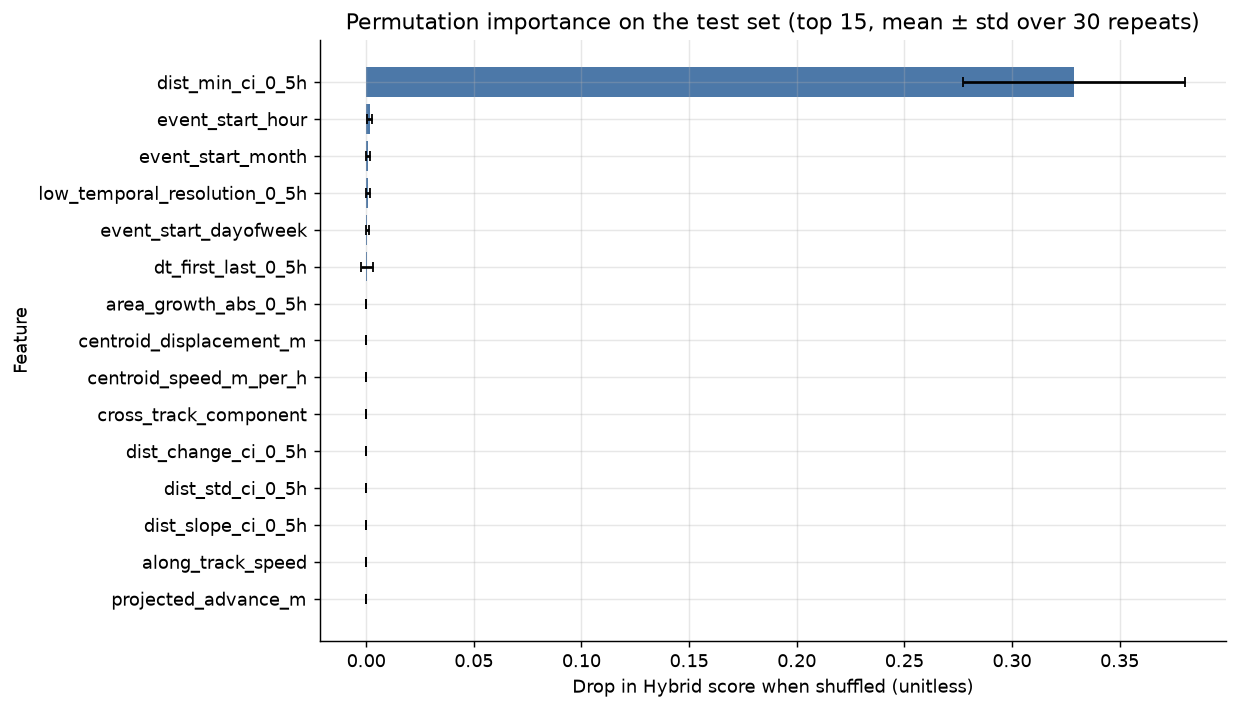 Permutation importance on the test set (top 15, mean ± std over 30 repeats)
dist_min_ci_0_5h
event_start_hour
event_start_month
low_temporal_resolution_0_5h
event_start_dayofweek
dt_first_last_0_5h
area_growth_abs_0_5h
centroid_displacement_m
centroid_speed_m_per_h
cross_track_component
dist_change_ci_0_5h
dist_std_ci_0_5h
dist_slope_ci_0_5h
along_track_speed
projected_advance_m
Feature
0.00 0.05 0.10 0.15 0.20 0.25 0.30 0.35
Drop in Hybrid score when shuffled (unitless)